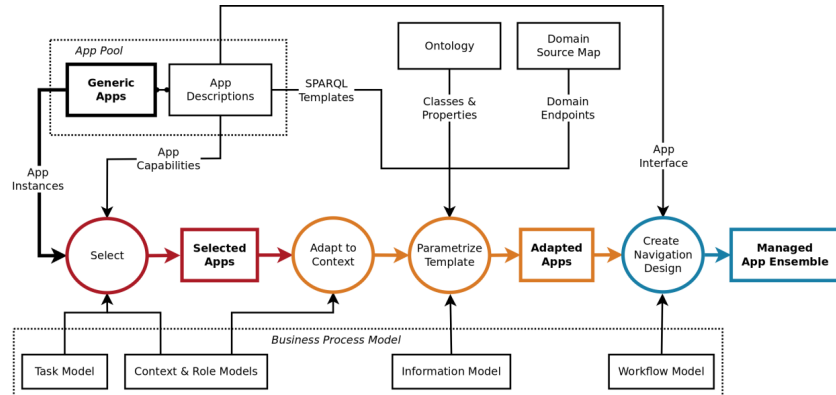 App Pool
Generic
Apps
App
Descriptions
SPARQL
Templates
Ontology
Domain
Source Map
Classes &
Properties
Domain
Endpoints
App
Instances
App
Capabilities
App
Interface
Select
Selected
Apps
Adapt to
Context
Parametrize
Template
Adapted
Apps
Create
Navigation
Design
Managed
App Ensemble
Business Process Model
Task Model
Context & Role Models
Information Model
Workflow Model